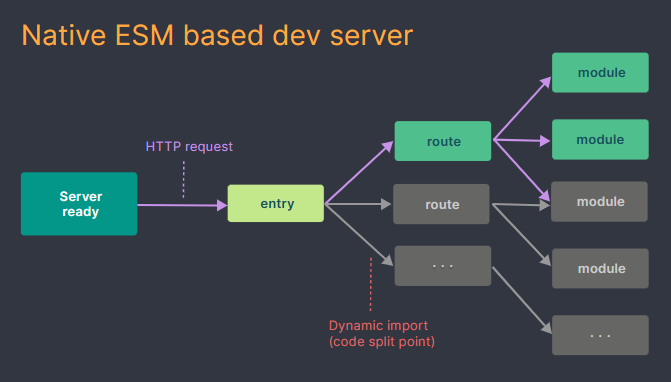 Native ESM based dev server
HTTP request
Server
ready
entry
route
route
...
module
module
module
module
...
Dynamic import
(code split point)